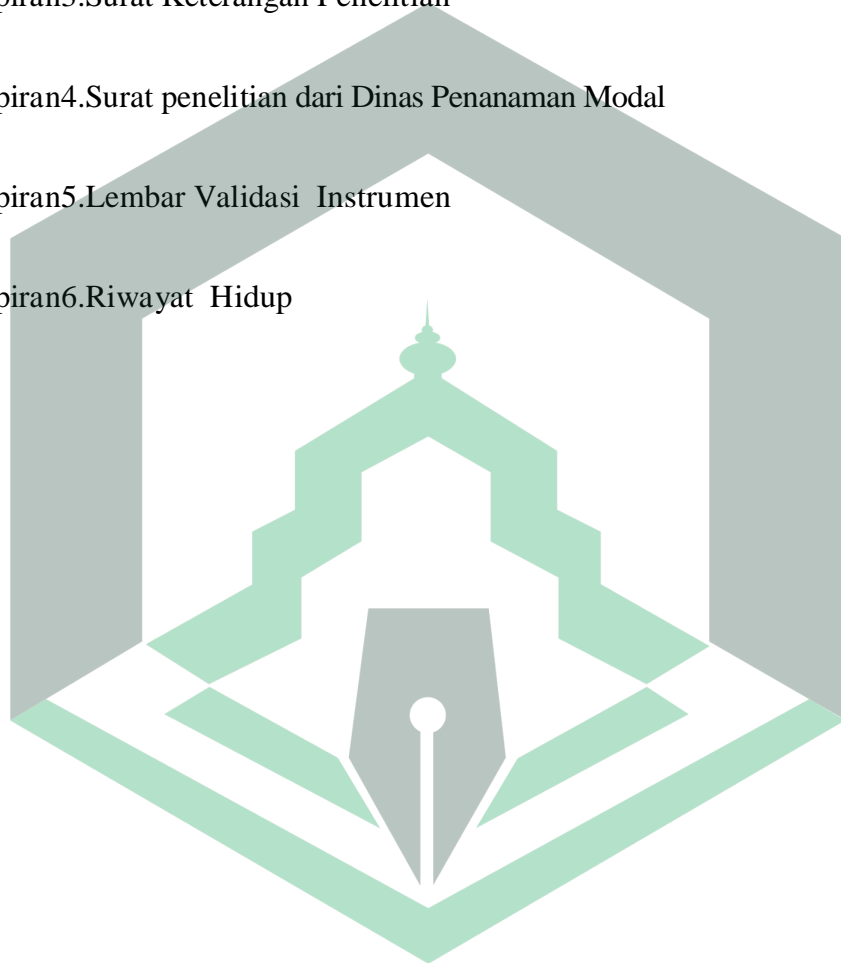 piran3.Surat Keterangan Penelitian
piran4.Surat penelitian dari Dinas Penanaman Modal
piran5.Lembar Validasi Instrumen
piran6.Riwayat Hidup